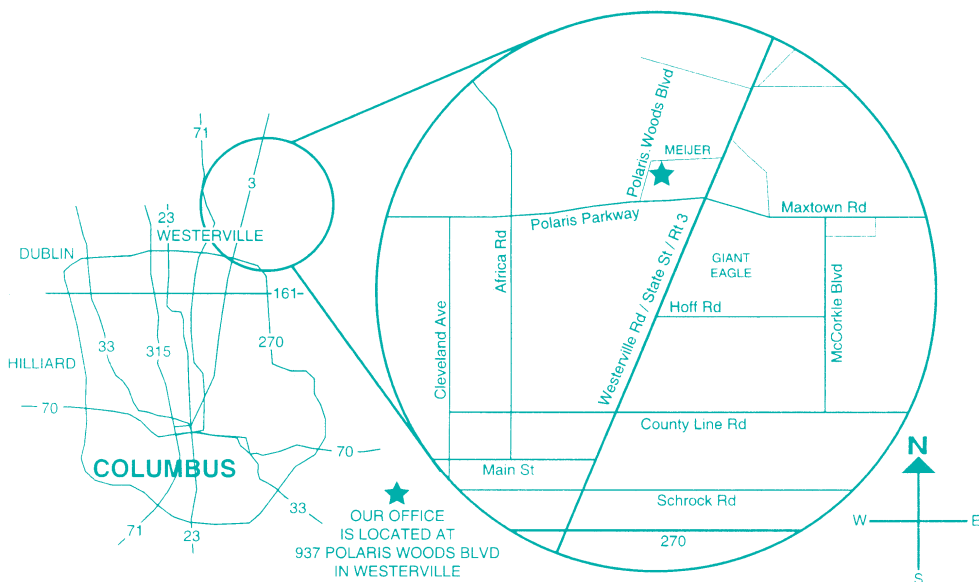 71
3
23
WESTERVILLE
DUBLIN
161
33
315
270
HILLIARD
70
70
COLUMBUS
33
71
23
OUR OFFICE
IS LOCATED AT
937 POLARIS WOODS BLVD
IN WESTERVILLE
Polaris Woods Blvd
MEIJER
Polaris Parkway
Maxtown Rd
Africa Rd
Westerville Rd / State St / Rt 3
GIANT
EAGLE
Hoff Rd
McCorkle Blvd
Cleveland Ave
County Line Rd
Main St
Schrock Rd
270
N
W
E
S